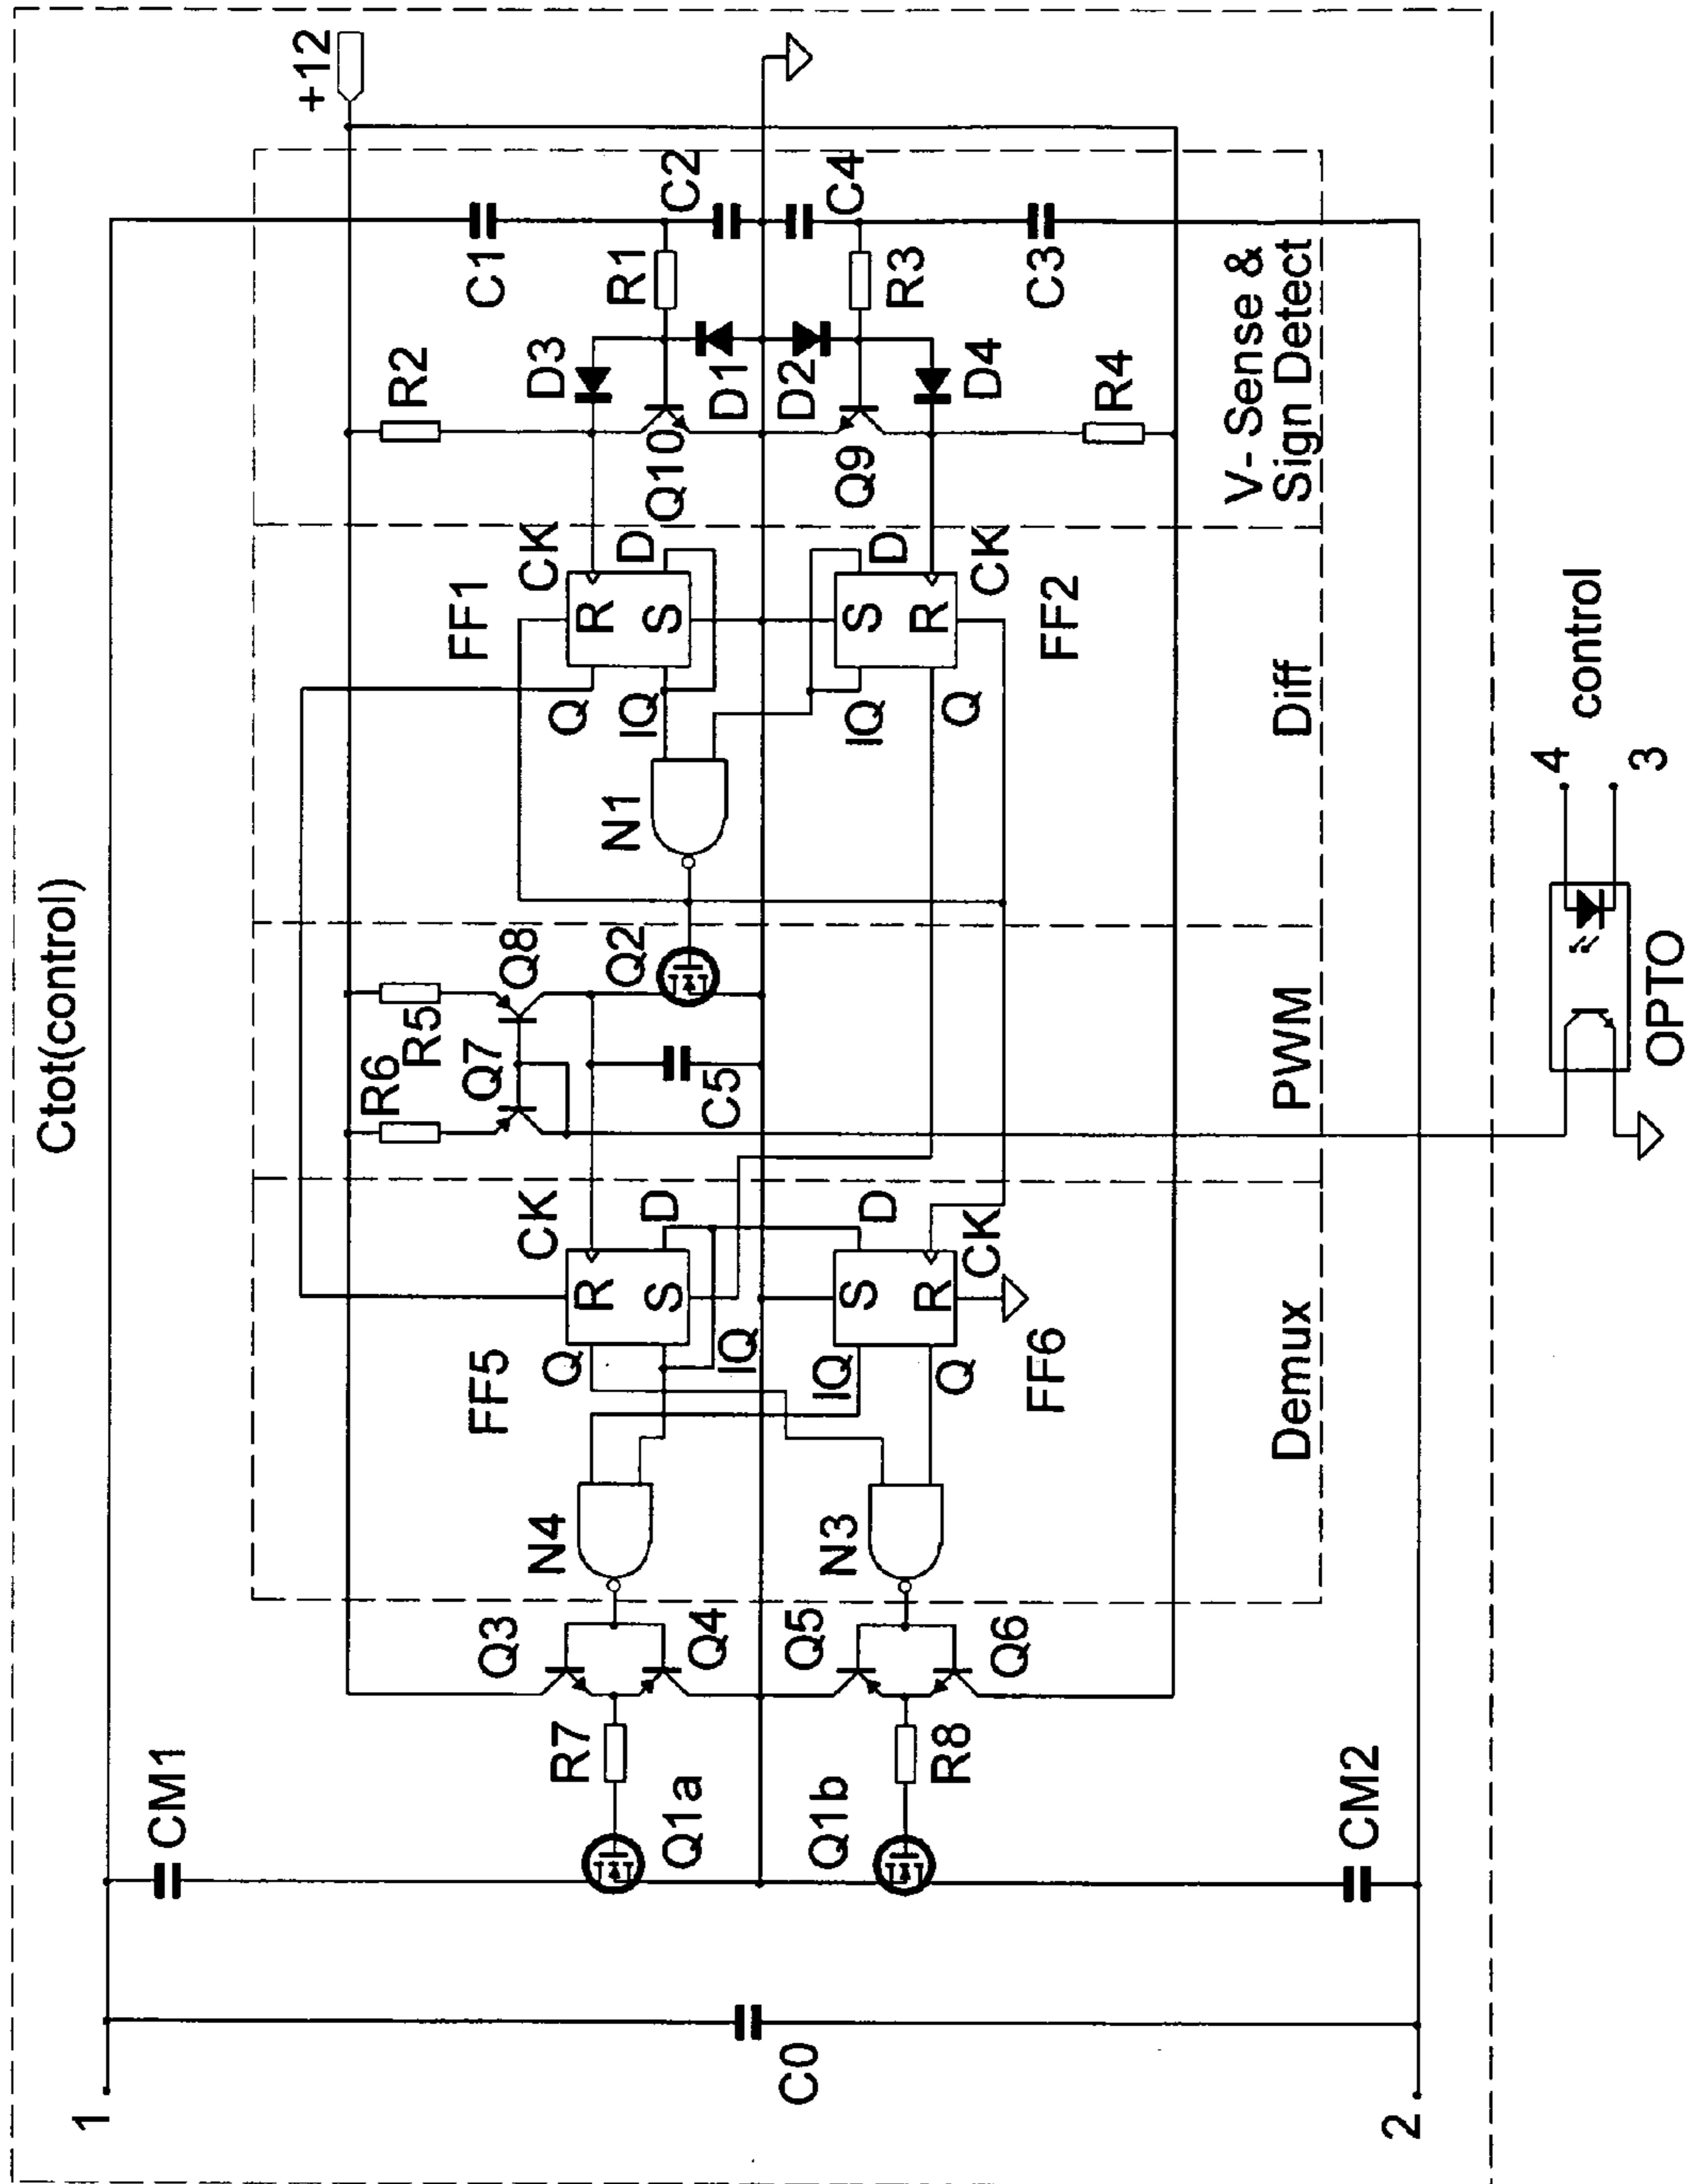 Ctot(control)
1
2
C0
CM1
CM2
Q1a
Q1b
R7
R8
Q3
Q4
Q5
Q6
N4
N3
FF5
Q
IQ
R
S
CK
D
FF6
IQ
Q
S
R
D
CK
Demux
R6
R5
Q7
Q8
C5
Q2
PWM
N1
FF1
Q
IQ
R
S
CK
D
FF2
IQ
Q
S
R
D
CK
Diff
R2
D3
Q10
D1
D2
Q9
D4
R4
R1
R3
C1
C2
C4
C3
V- Sense &
Sign Detect
+12
OPTO
4
3
control